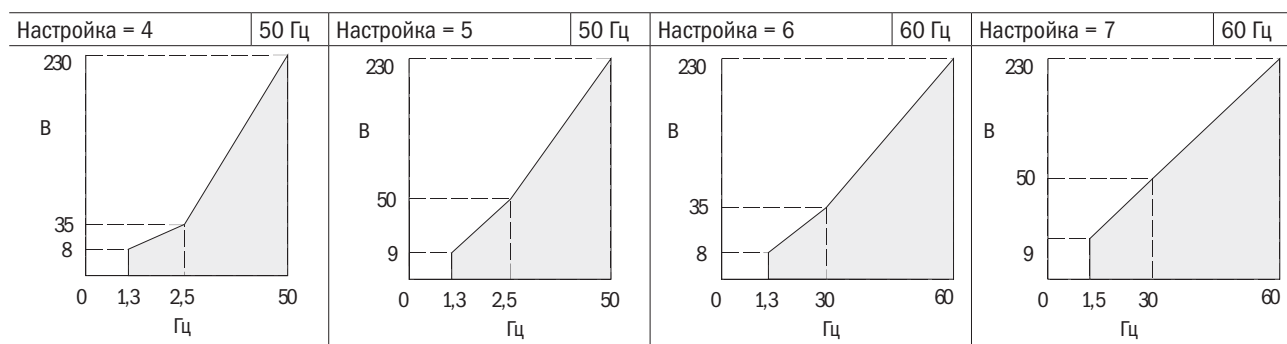 Настройка = 4 50 Гц
230
В
35
8
0 1,3 2,5 50
Гц
Настройка = 5 50 Гц
230
В
50
9
0 1,3 2,5 50
Гц
Настройка = 6 60 Гц
230
В
35
8
0 1,3 30 60
Гц
Настройка = 7 60 Гц
230
В
50
9
0 1,5 30 60
Гц